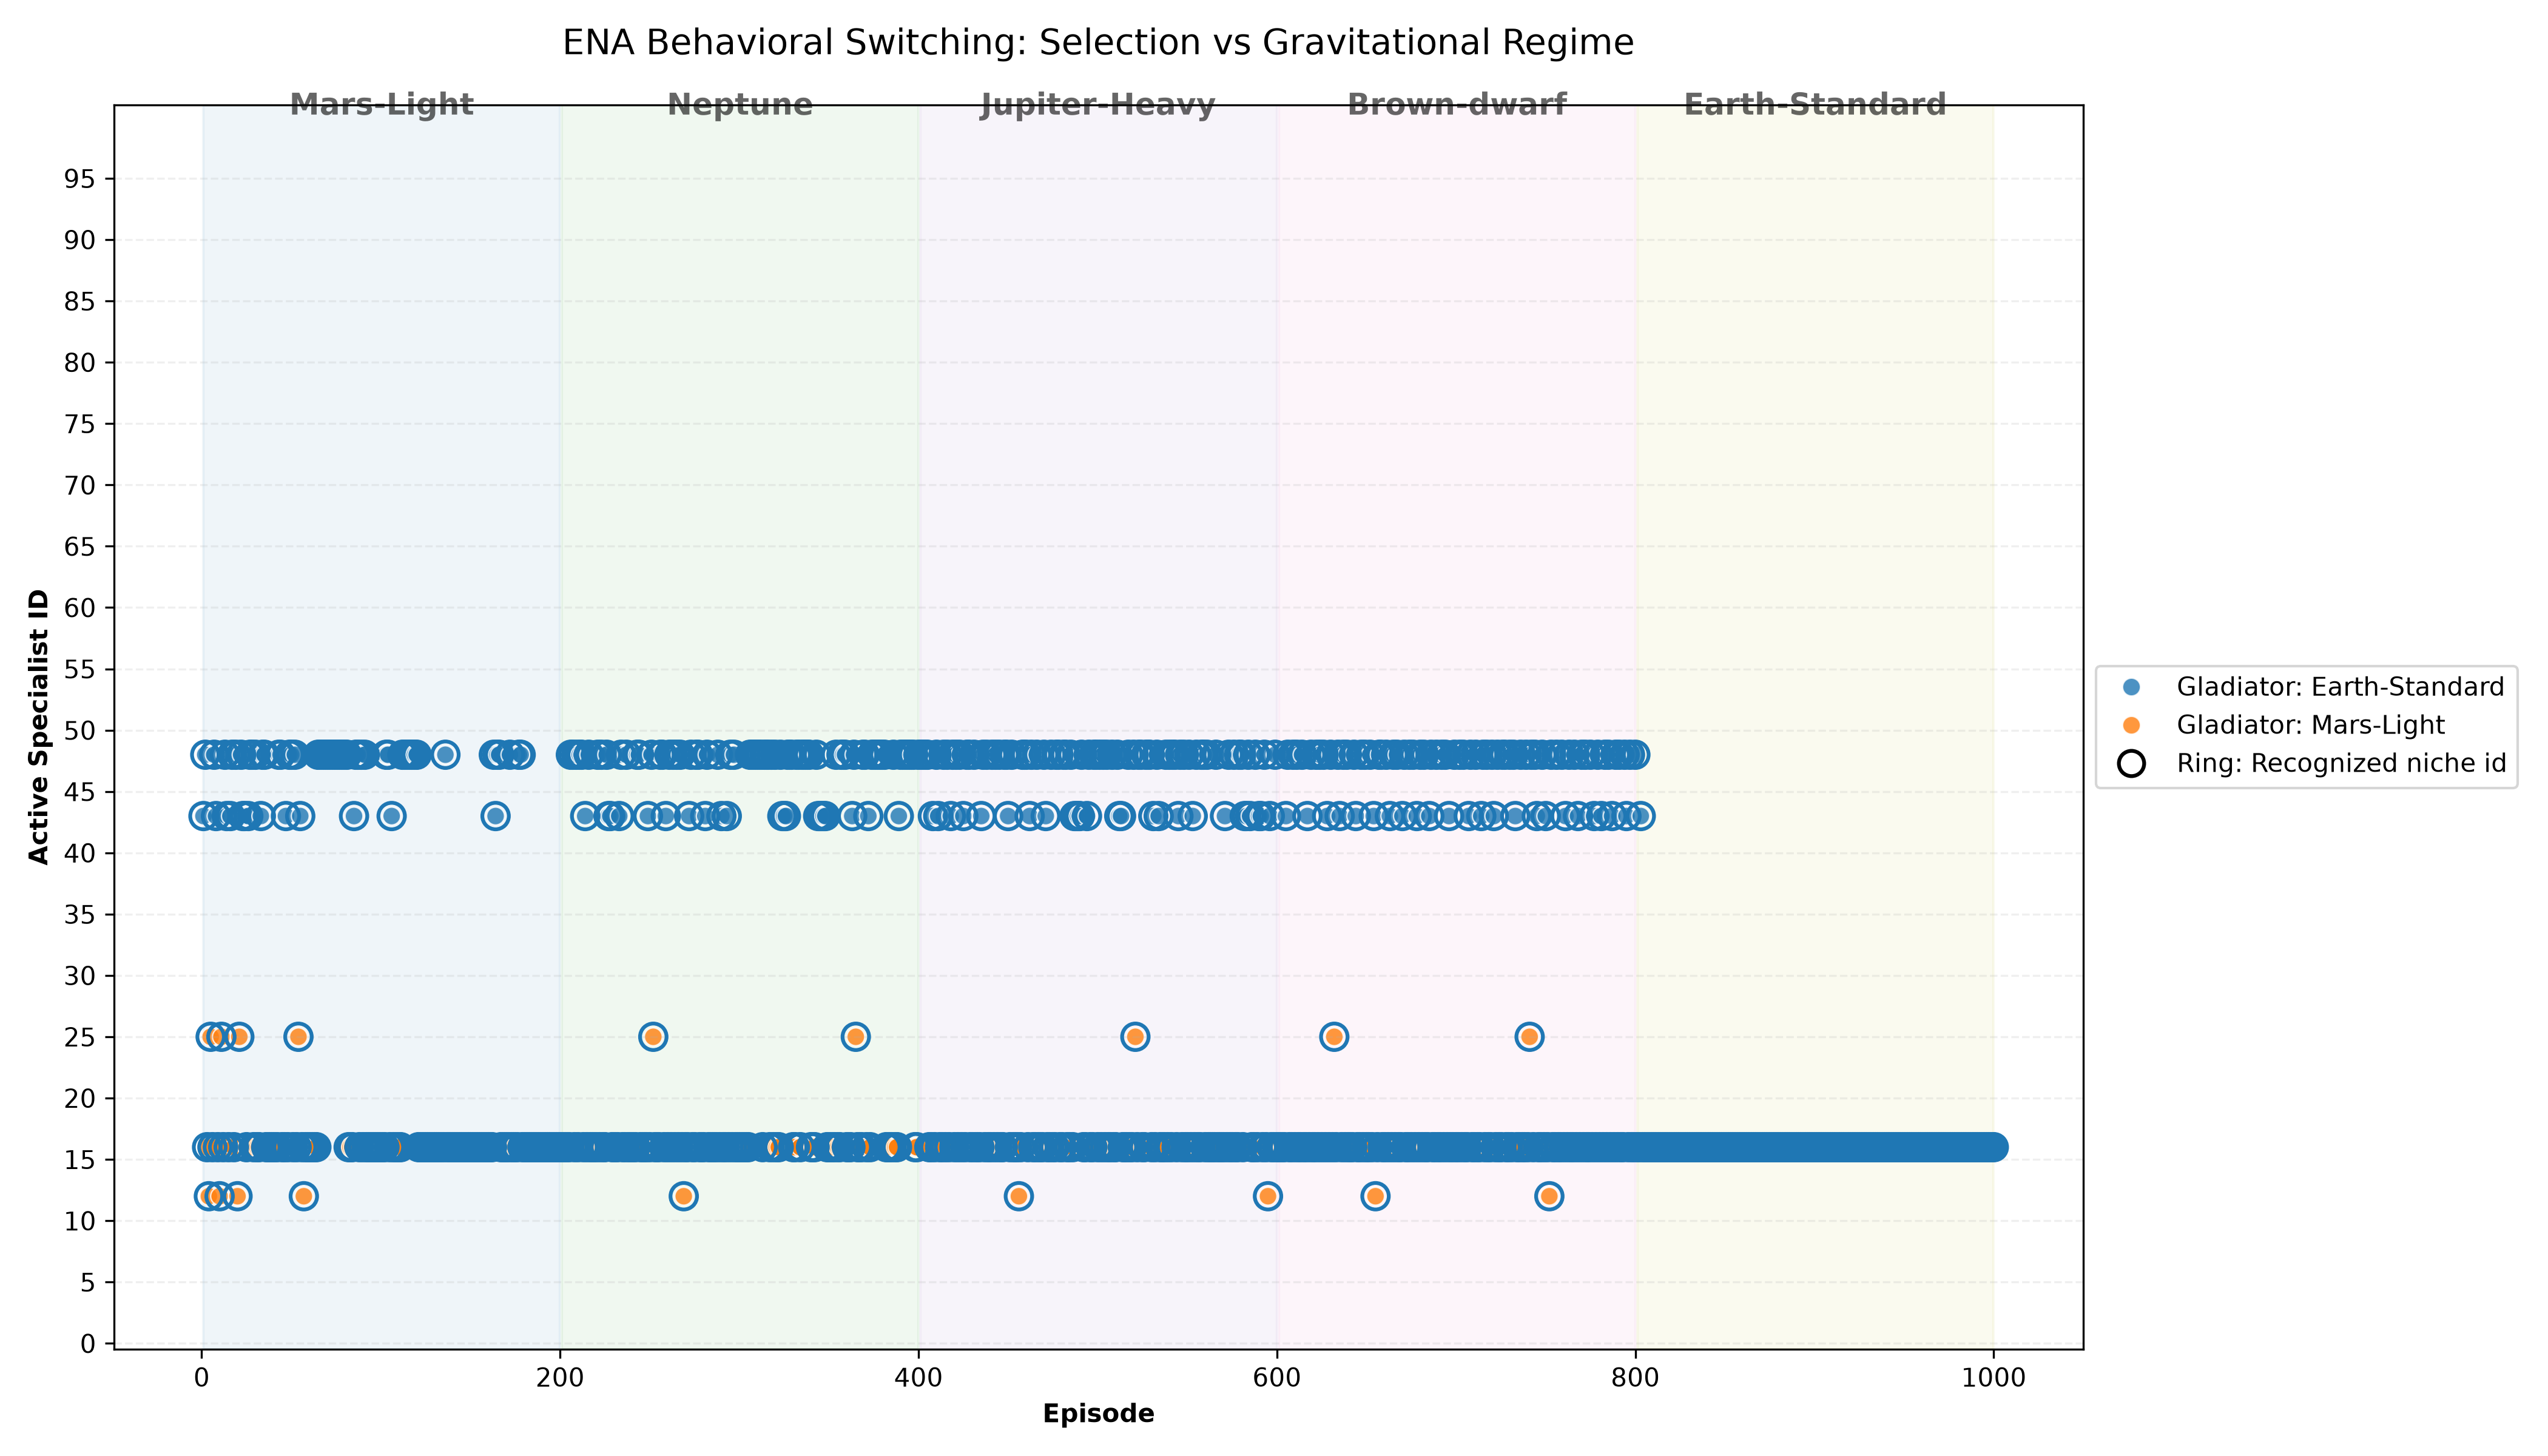 ENA Behavioral Switching: Selection vs Gravitational Regime
Mars-Light Neptune Jupiter-Heavy Brown-dwarf Earth-Standard
95
90
85
80
75
70
65
60
55
50
45
40
35
30
25
20
15
10
5
0
Active Specialist ID
0 200 400 600 800 1000
Episode
Gladiator: Earth-Standard
Gladiator: Mars-Light
Ring: Recognized niche id